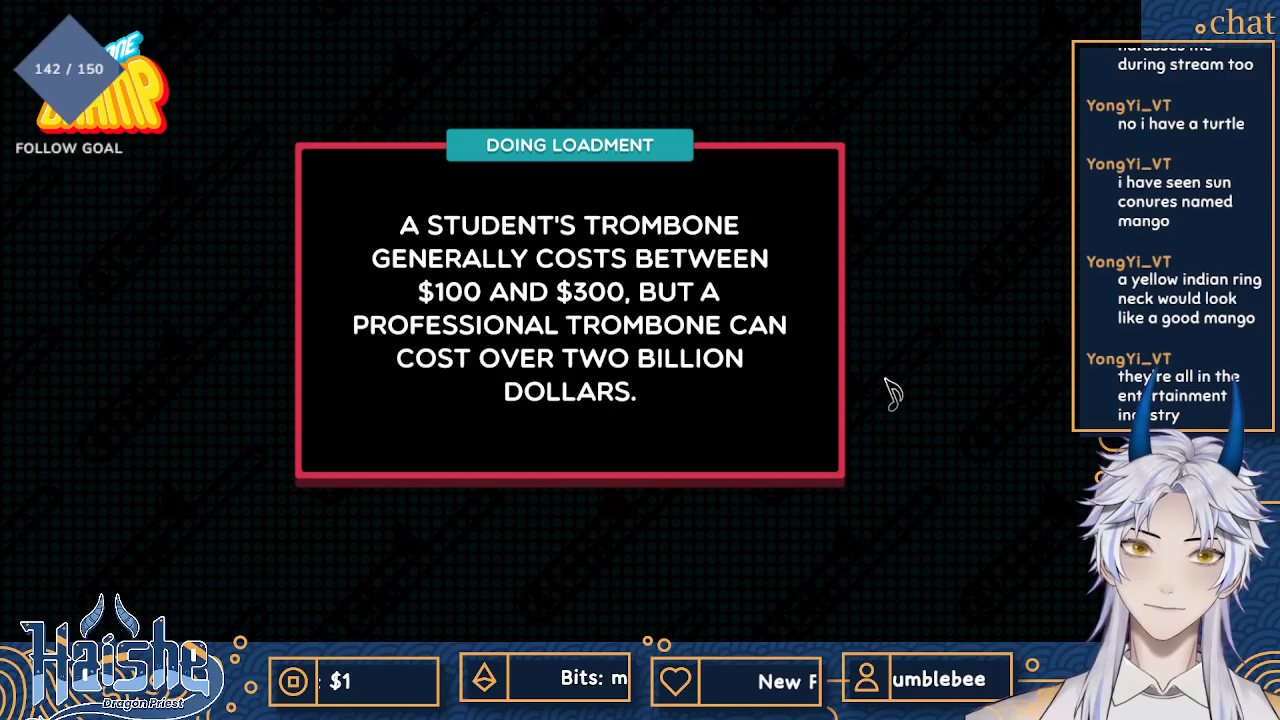 chat
during stream too
YongYi_VT
no i have a turtle
YongYi_VT
i have seen sun
conures named
mango
YongYi_VT
a yellow indian ring
neck would look
like a good mango
YongYi_VT
they're all in the
entertainment
industry
142 / 150
FOLLOW GOAL
DOING LOADMENT
A STUDENT'S TROMBONE
GENERALLY COSTS BETWEEN
$100 AND $300, BUT A
PROFESSIONAL TROMBONE CAN
COST OVER TWO BILLION
DOLLARS.
Haishe
Dragon Priest
: $1
Bits: m
New F
umblebee